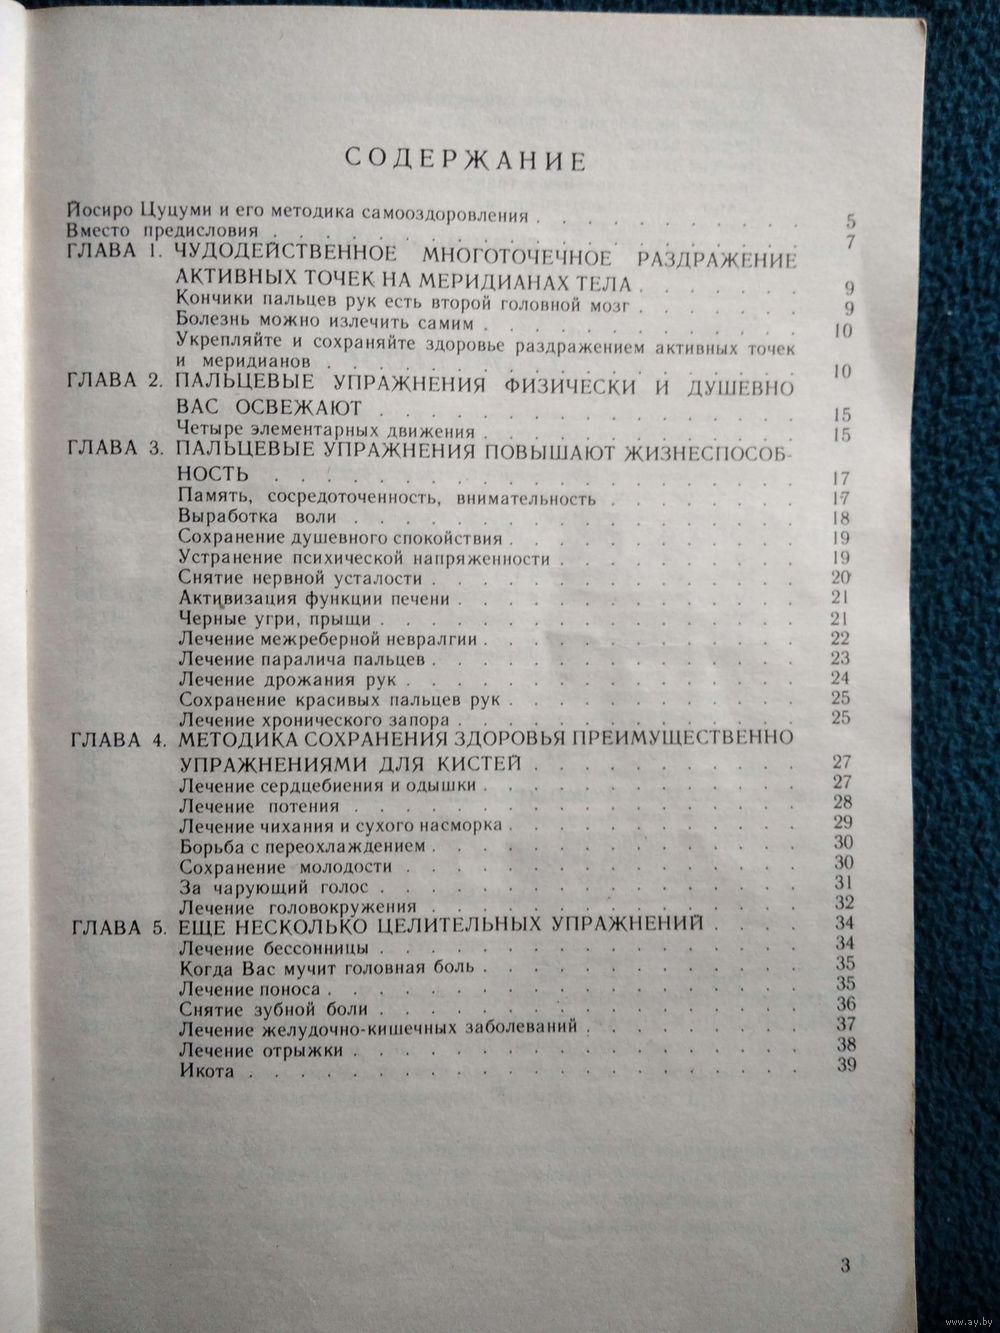 СОДЕРЖАНИЕ
Йосиро Цуцуми и его методика самооздоровления . . . . . . . . . . . . . 5
Вместо предисловия . . . . . . . . . . . . . . . . . . . . . . . . 7
ГЛАВА 1. ЧУДОДЕЙСТВЕННОЕ МНОГОТОЧЕЧНОЕ РАЗДРАЖЕНИЕ
АКТИВНЫХ ТОЧЕК НА МЕРИДИАНАХ ТЕЛА . . . . . . . 9
Кончики пальцев рук есть второй головной мозг . . . . . . . 9
Болезнь можно излечить самим . . . . . . . . . . . . . 10
Укрепляйте и сохраняйте здоровье раздражением активных точек
и меридианов . . . . . . . . . . . . . . . . . . . 10
ГЛАВА 2. ПАЛЬЦЕВЫЕ УПРАЖНЕНИЯ ФИЗИЧЕСКИ И ДУШЕВНО
ВАС ОСВЕЖАЮТ . . . . . . . . . . . . . . . . . 15
Четыре элементарных движения . . . . . . . . . . . . . 15
ГЛАВА 3. ПАЛЬЦЕВЫЕ УПРАЖНЕНИЯ ПОВЫШАЮТ ЖИЗНЕСПОСОБ-
НОСТЬ . . . . . . . . . . . . . . . . . . . . . 17
Память, сосредоточенность, внимательность . . . . . . . . 17
Выработка воли . . . . . . . . . . . . . . . . . . 18
Сохранение душевного спокойствия . . . . . . . . . . . . 19
Устранение психической напряженности . . . . . . . . . . 19
Снятие нервной усталости . . . . . . . . . . . . . . . 20
Активизация функции печени . . . . . . . . . . . . . . 21
Черные угри, прыщи . . . . . . . . . . . . . . . . . 21
Лечение межреберной невралгии . . . . . . . . . . . . . 22
Лечение паралича пальцев . . . . . . . . . . . . . . . 23
Лечение дрожания рук . . . . . . . . . . . . . . . . 24
Сохранение красивых пальцев рук . . . . . . . . . . . . 25
Лечение хронического запора . . . . . . . . . . . . . . 25
ГЛАВА 4. МЕТОДИКА СОХРАНЕНИЯ ЗДОРОВЬЯ ПРЕИМУЩЕСТВЕННО
УПРАЖНЕНИЯМИ ДЛЯ КИСТЕЙ . . . . . . . . . . . 27
Лечение сердцебиения и одышки . . . . . . . . . . . . . 27
Лечение потения . . . . . . . . . . . . . . . . . . 28
Лечение чихания и сухого насморка . . . . . . . . . . . . 29
Борьба с переохлаждением . . . . . . . . . . . . . . . 30
Сохранение молодости . . . . . . . . . . . . . . . . 30
За чарующий голос . . . . . . . . . . . . . . . . . 31
Лечение головокружения . . . . . . . . . . . . . . . 32
ГЛАВА 5. ЕЩЕ НЕСКОЛЬКО ЦЕЛИТЕЛЬНЫХ УПРАЖНЕНИЙ . . . . 34
Лечение бессонницы . . . . . . . . . . . . . . . . . 34
Когда Вас мучит головная боль . . . . . . . . . . . . . 35
Лечение поноса . . . . . . . . . . . . . . . . . . . 35
Снятие зубной боли . . . . . . . . . . . . . . . . . 36
Лечение желудочно-кишечных заболеваний . . . . . . . . . 37
Лечение отрыжки . . . . . . . . . . . . . . . . . . 38
Икота . . . . . . . . . . . . . . . . . . . . . . 39
3
www.ay.by